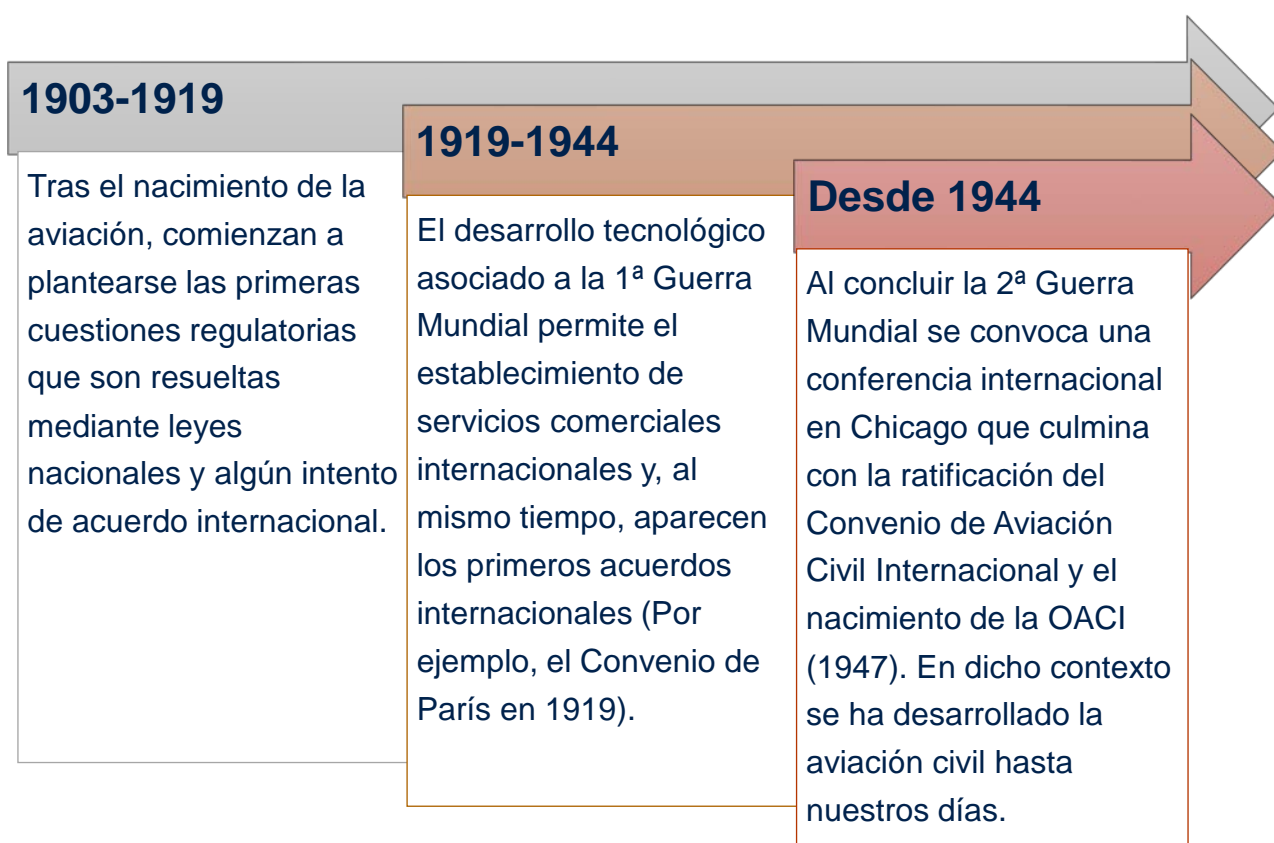 1903-1919
Tras el nacimiento de la
aviación, comienzan a
plantearse las primeras
cuestiones regulatorias
que son resueltas
mediante leyes
nacionales y algún intento
de acuerdo internacional.
1919-1944
El desarrollo tecnológico
asociado a la 1ª Guerra
Mundial permite el
establecimiento de
servicios comerciales
internacionales y, al
mismo tiempo, aparecen
los primeros acuerdos
internacionales (Por
ejemplo, el Convenio de
París en 1919).
Desde 1944
Al concluir la 2ª Guerra
Mundial se convoca una
conferencia internacional
en Chicago que culmina
con la ratificación del
Convenio de Aviación
Civil Internacional y el
nacimiento de la OACI
(1947). En dicho contexto
se ha desarrollado la
aviación civil hasta
nuestros días.